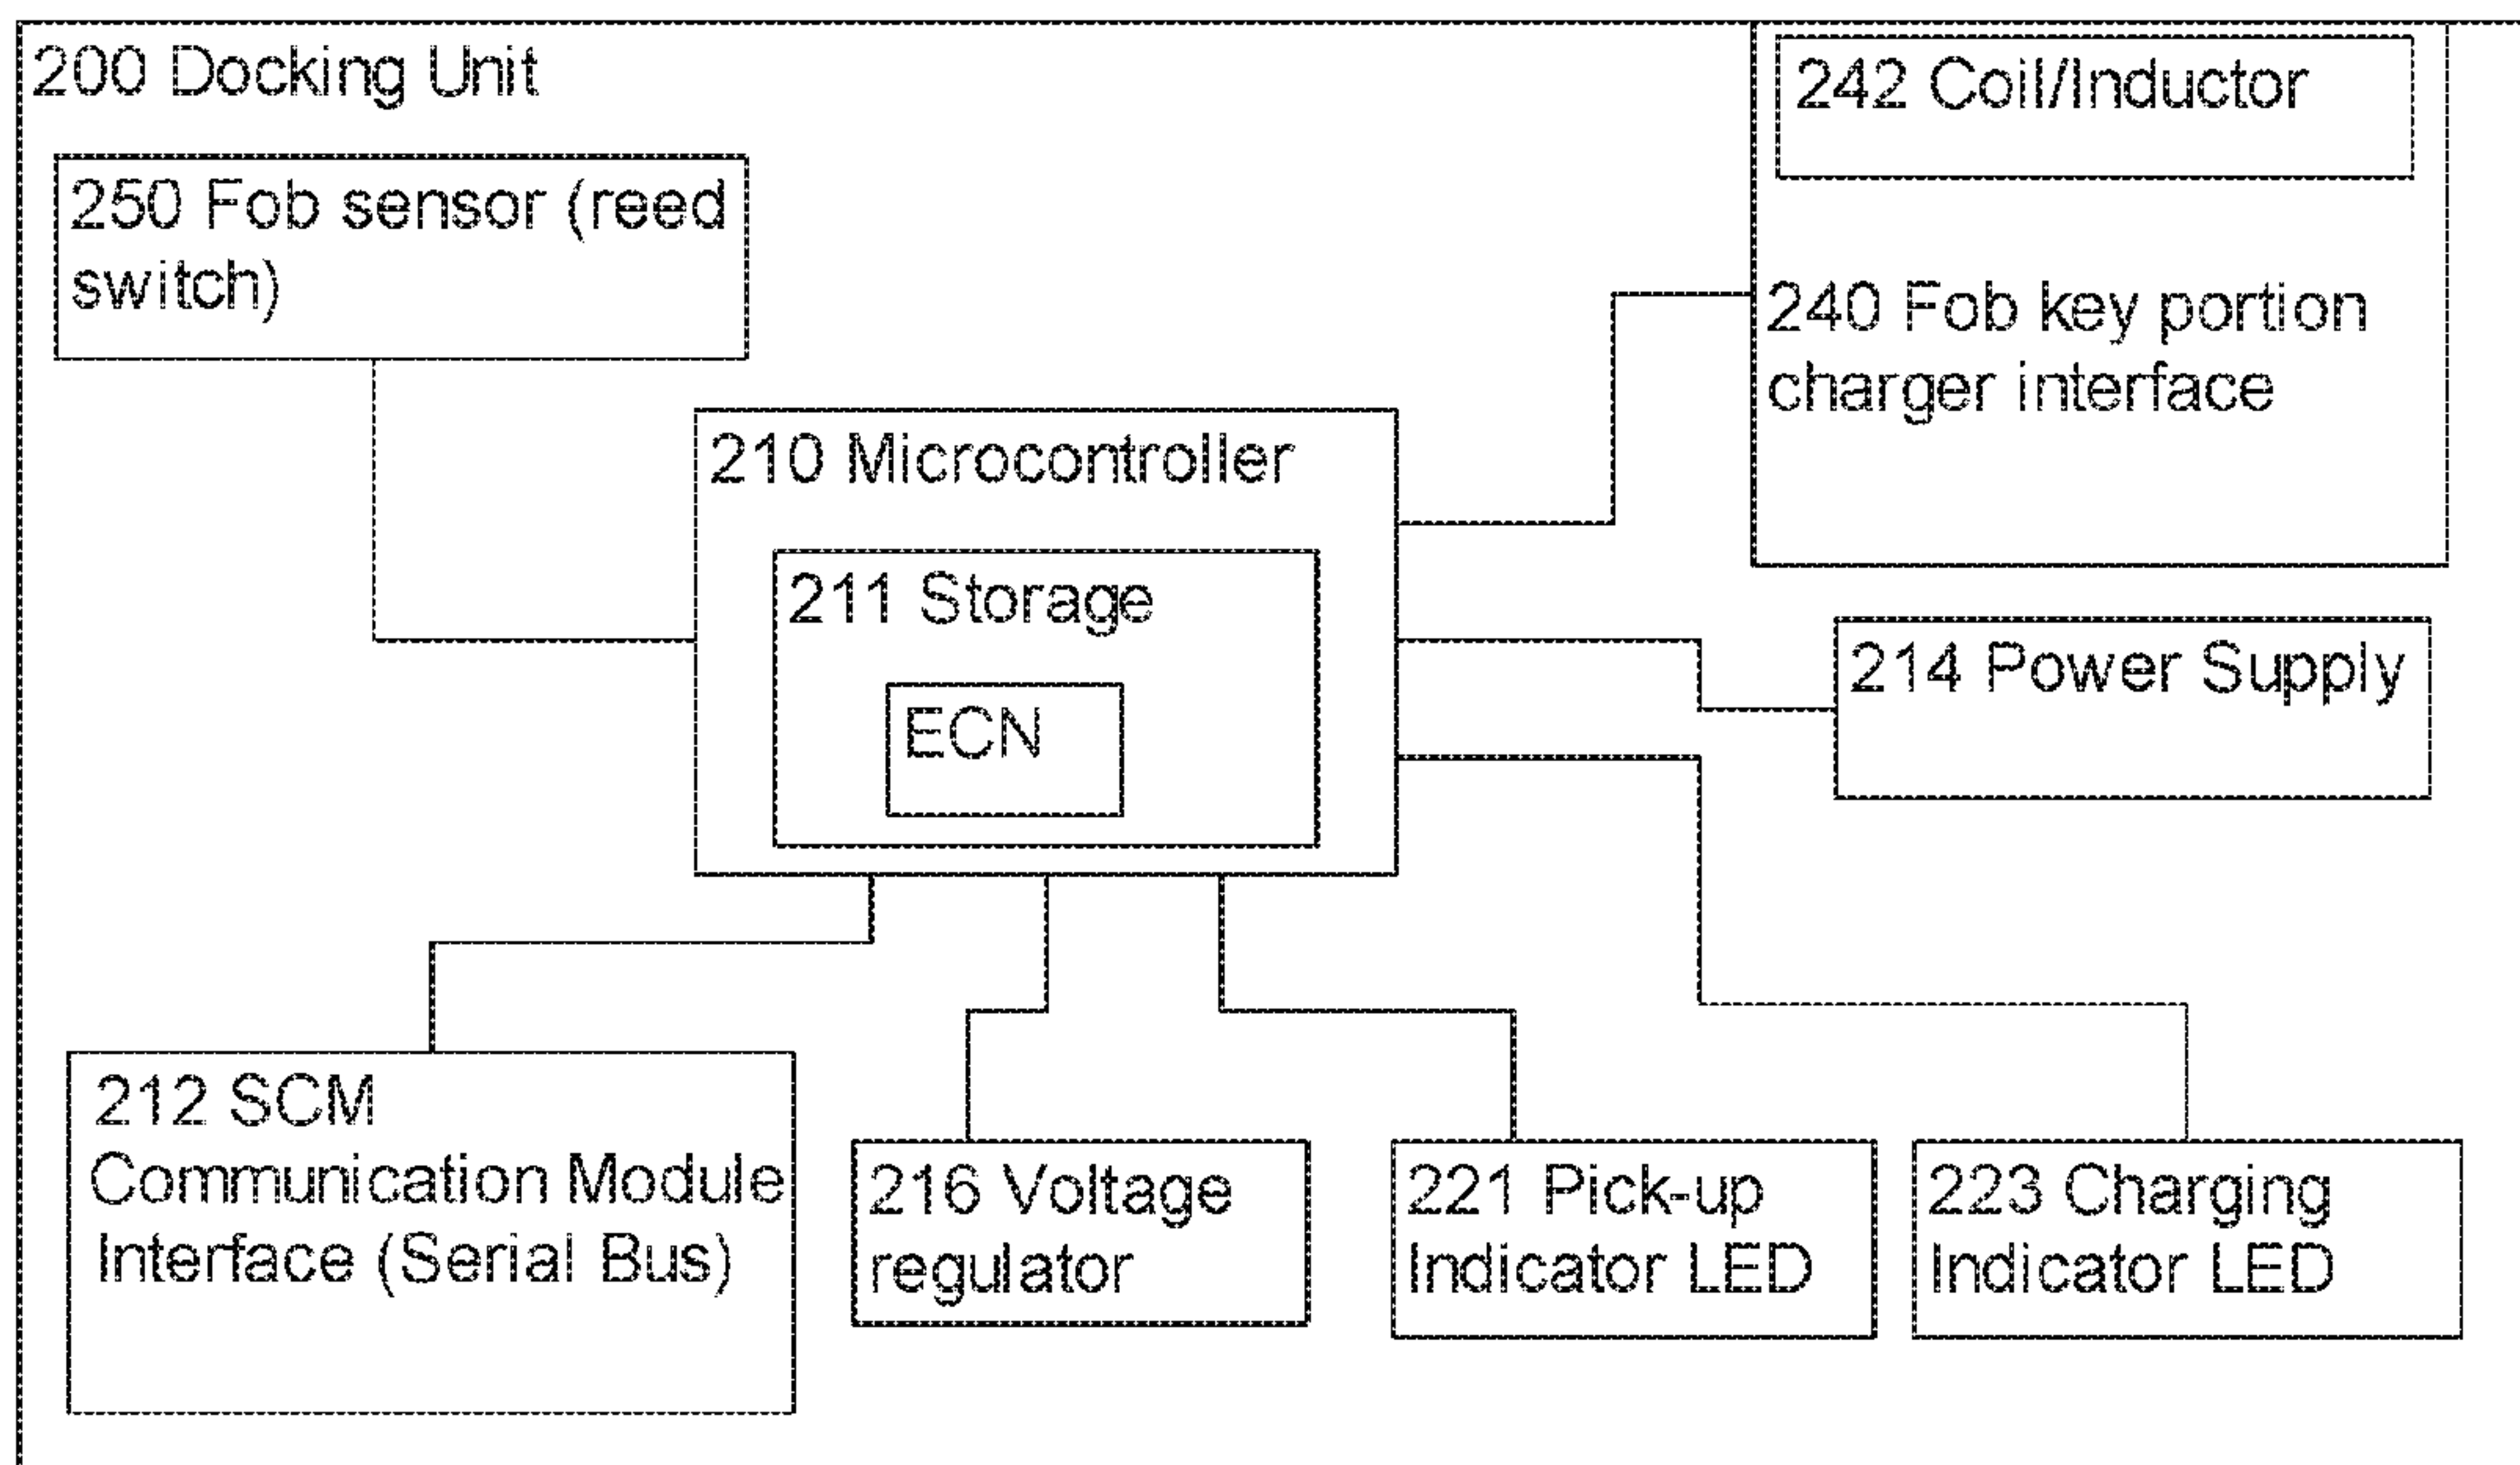 200 Docking Unit
242 Coil/Inductor
250 Fob sensor (reed
switch)
240 Fob key portion
charger interface
210 Microcontroller
211 Storage
ECN
214 Power Supply
212 SCM
Communication Module
Interface (Serial Bus)
216 Voltage
regulator
221 Pick-up
Indicator LED
223 Charging
Indicator LED